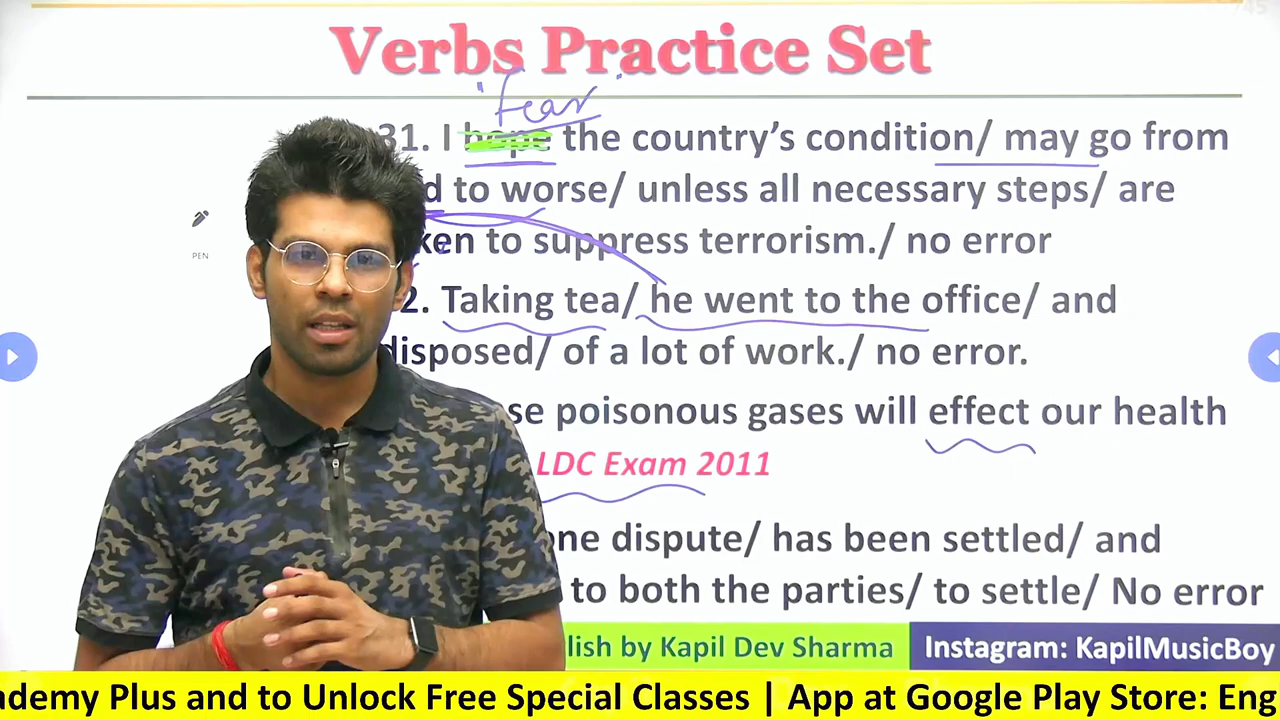 Verbs Practice Set
"fear"
31. I hope the country's condition/ may go from
d to worse/ unless all necessary steps/ are
ken to suppress terrorism./ no error
2. Taking tea/ he went to the office/ and
disposed/ of a lot of work./ no error.
se poisonous gases will effect our health
LDC Exam 2011
one dispute/ has been settled/ and
to both the parties/ to settle/ No error
PEN
lish by Kapil Dev Sharma
Instagram: KapilMusicBoy
ademy Plus and to Unlock Free Special Classes | App at Google Play Store: Eng